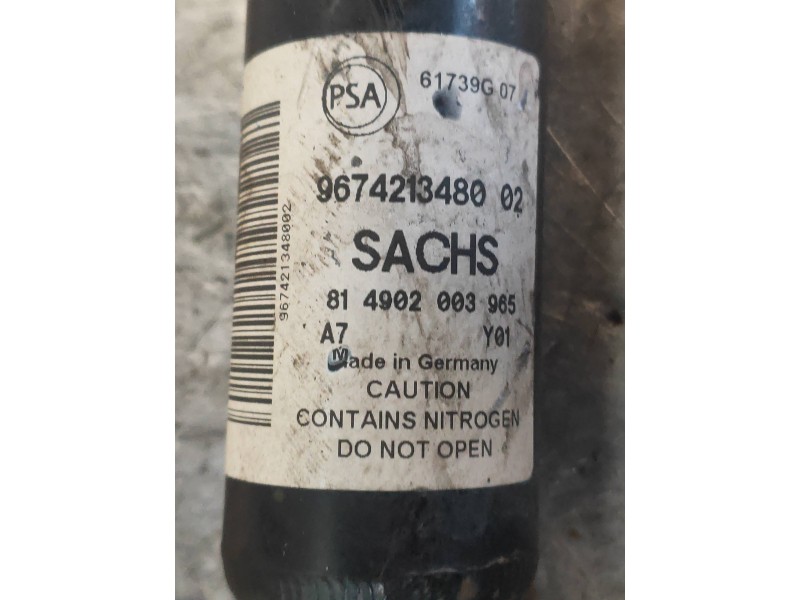 PSA
61739G 07
9674213480 02
967421348002
SACHS
81 4902 003 965
A7 Y01
Made in Germany
CAUTION
CONTAINS NITROGEN
DO NOT OPEN